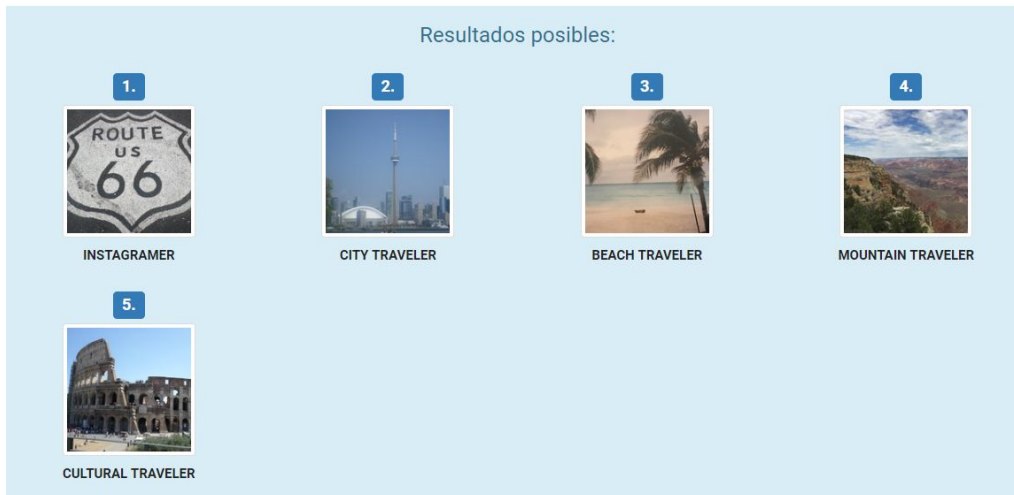 Resultados posibles:
1.
2.
3.
4.
ROUTE
US
66
INSTAGRAMER
CITY TRAVELER
BEACH TRAVELER
MOUNTAIN TRAVELER
5.
CULTURAL TRAVELER